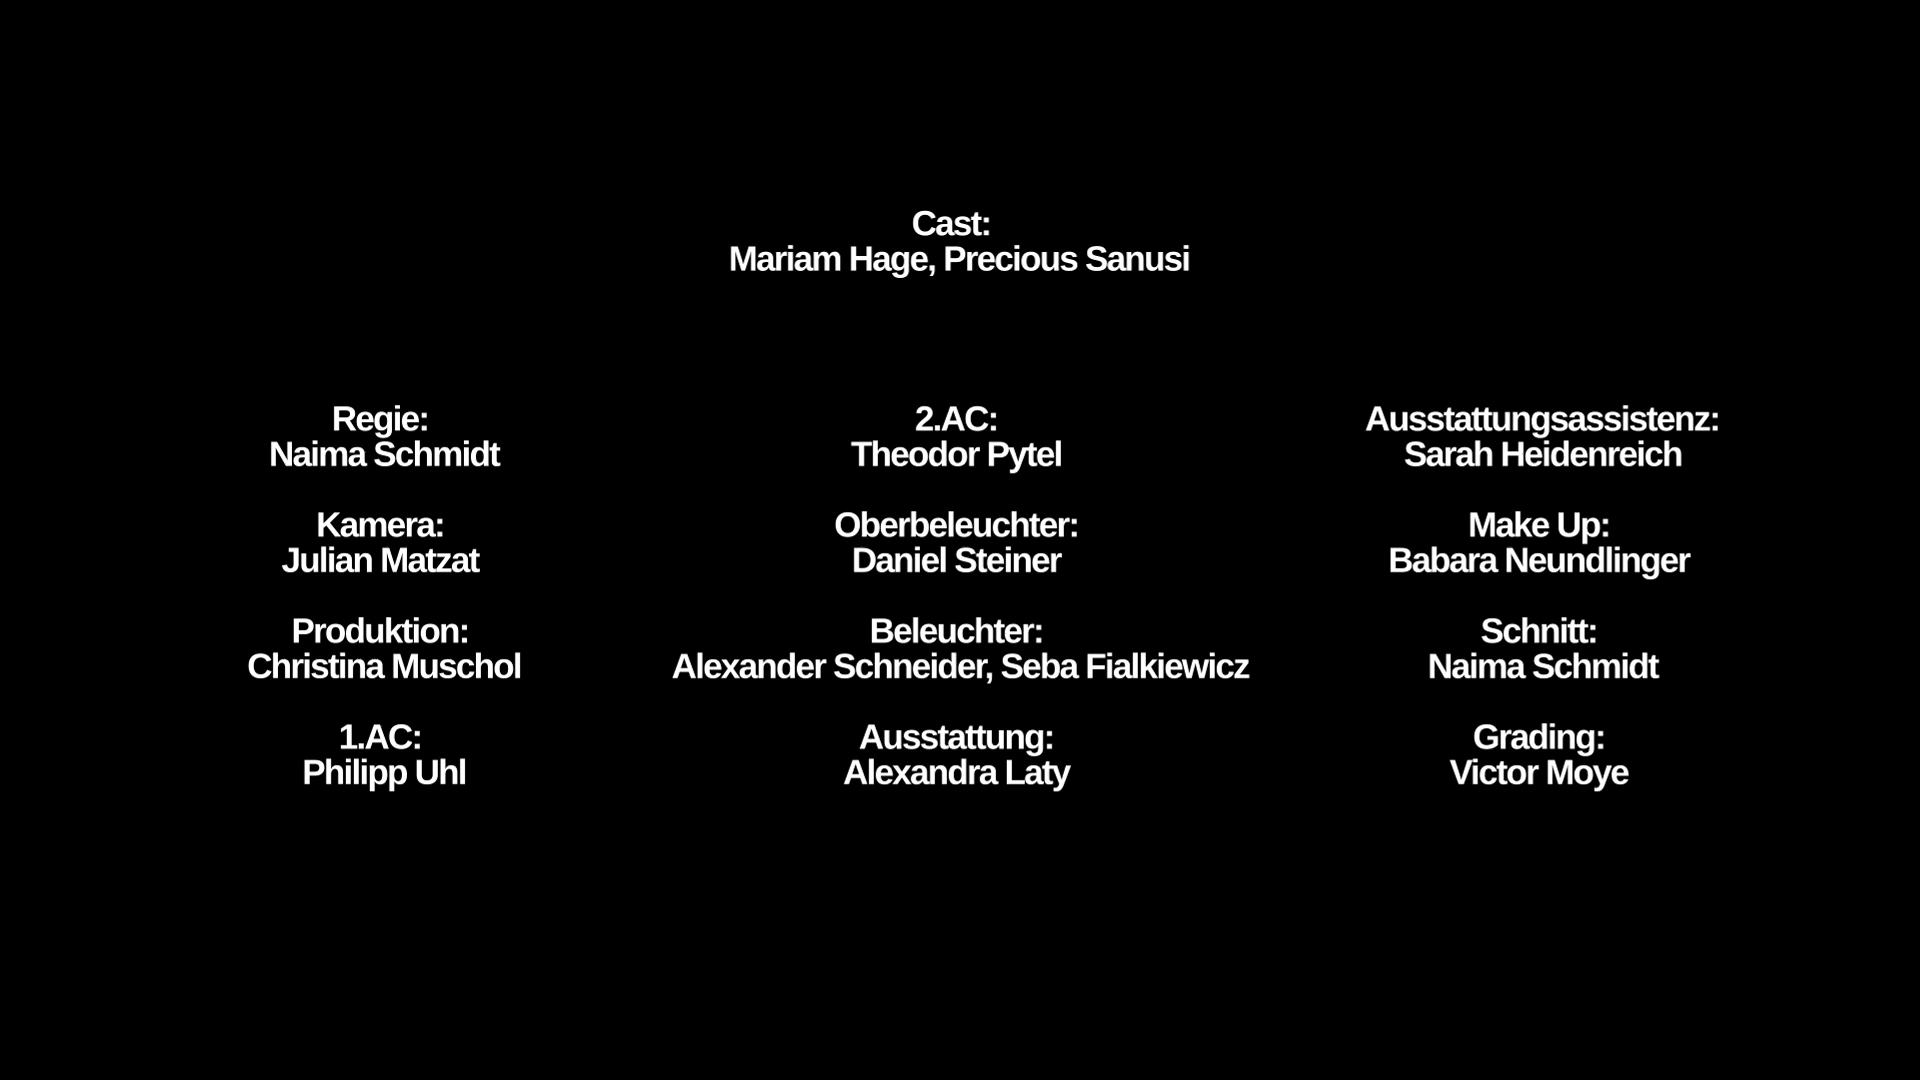 Cast:
Mariam Hage, Precious Sanusi
Regie:
Naima Schmidt
Kamera:
Julian Matzat
Produktion:
Christina Muschol
1.AC:
Philipp Uhl
2.AC:
Theodor Pytel
Oberbeleuchter:
Daniel Steiner
Beleuchter:
Alexander Schneider, Seba Fialkiewicz
Ausstattung:
Alexandra Laty
Ausstattungsassistenz:
Sarah Heidenreich
Make Up:
Babara Neundlinger
Schnitt:
Naima Schmidt
Grading:
Victor Moye